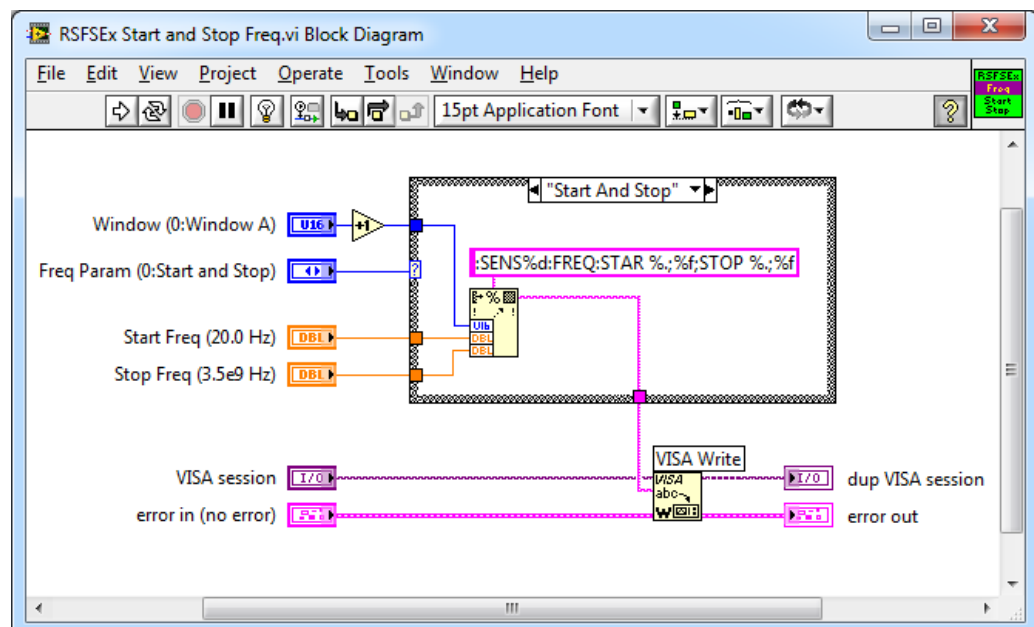 RSFSEx Start and Stop Freq.vi Block Diagram
File Edit View Project Operate Tools Window Help
RSFSEx
Freq
Start
Stop
15pt Application Font
"Start And Stop"
Window (0:Window A)
U16
+1
Freq Param (0:Start and Stop)
?
:SENS%d:FREQ:STAR %.;%f;STOP %.;%f
%
U16
DBL
DBL
Start Freq (20.0 Hz)
DBL
Stop Freq (3.5e9 Hz)
DBL
VISA Write
VISA session
I/O
VISA
abc
W
I/O
dup VISA session
error in (no error)
error out